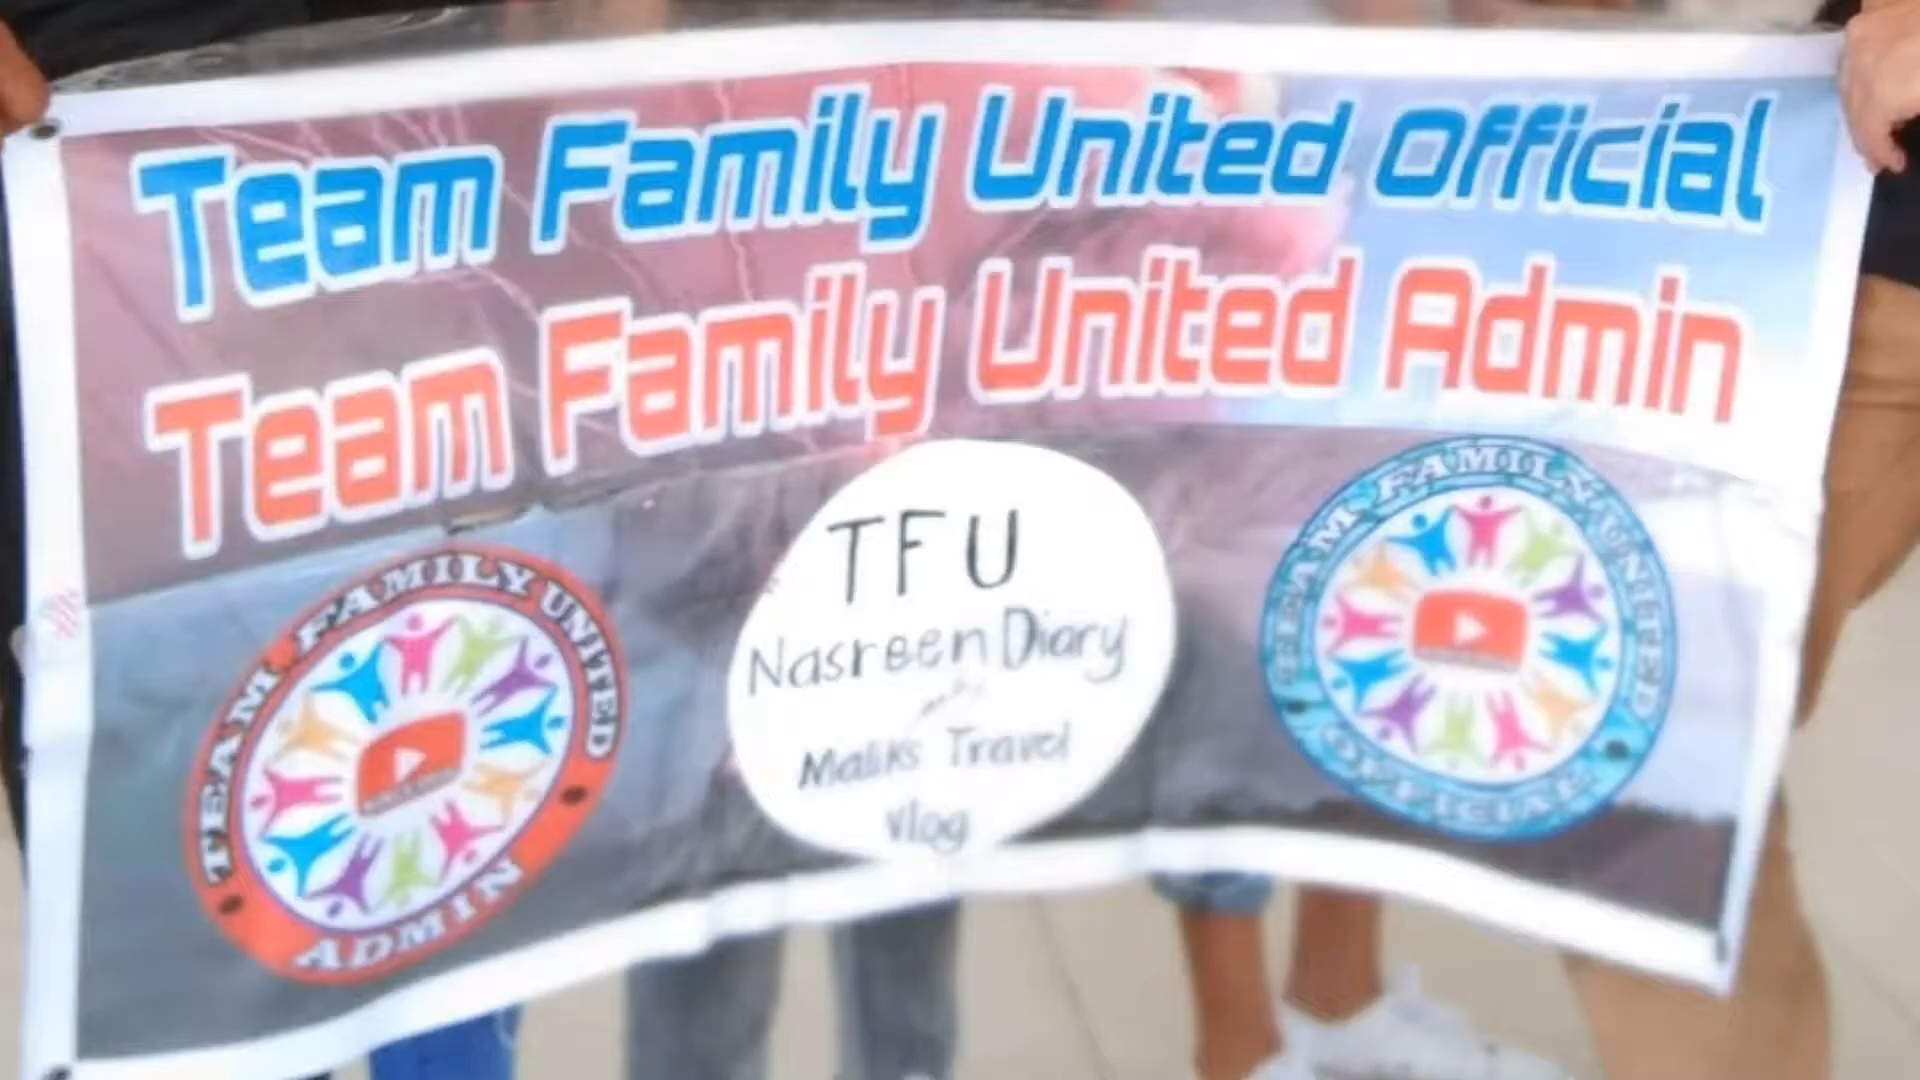 Team Family United Official
Team Family United Admin
TFU
Nasreen Diary
Maliks Travel
Vlog
TEAM FAMILY UNITED
ADMIN
TEAM FAMILY UNITED
OFFICIAL